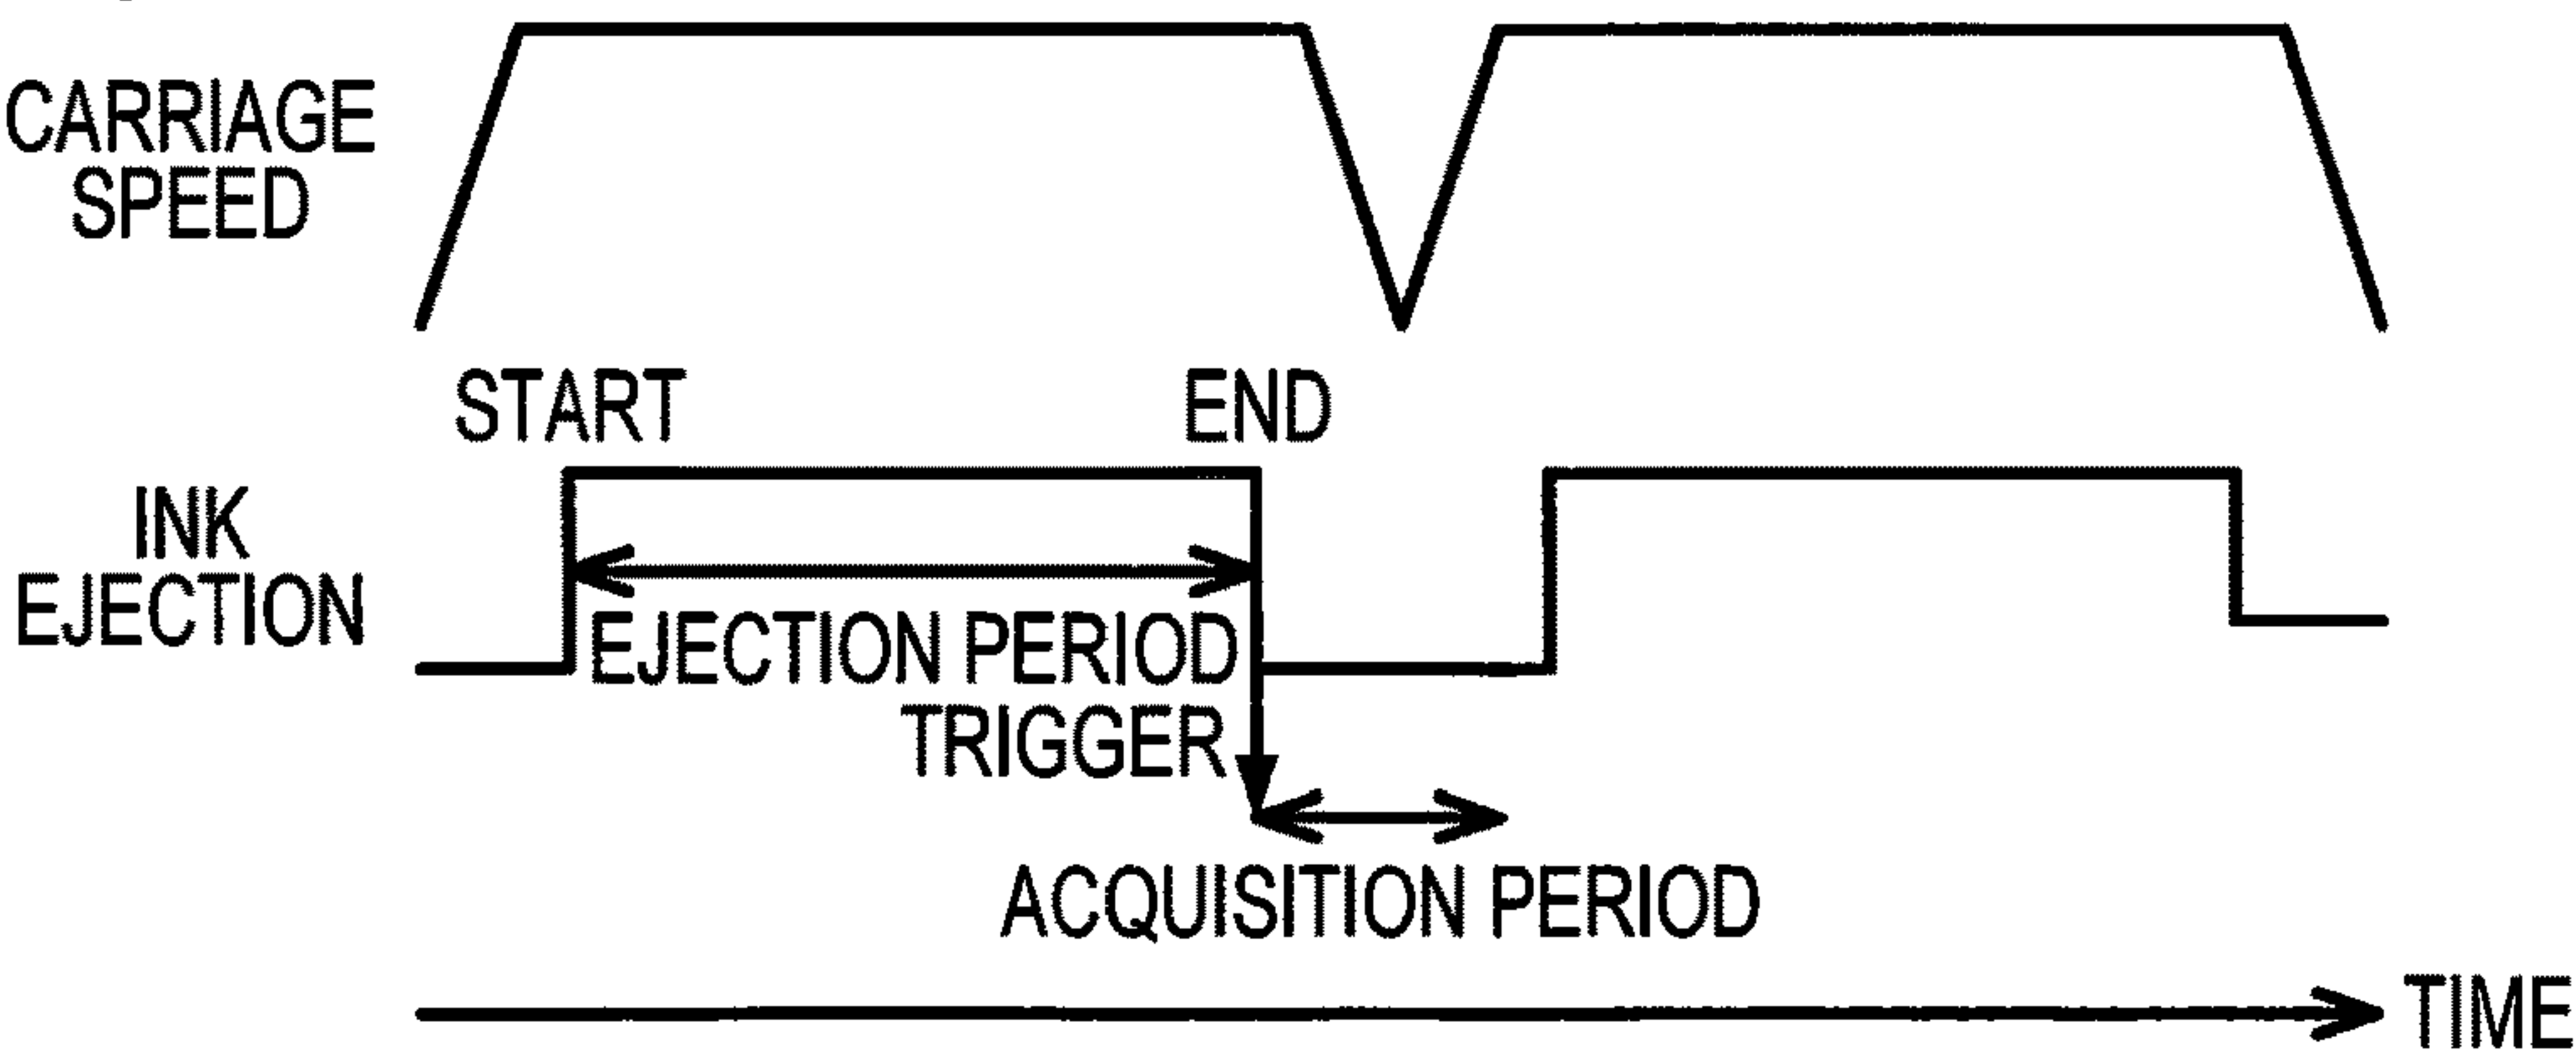 CARRIAGE
SPEED
START
END
INK
EJECTION
EJECTION PERIOD
TRIGGER
ACQUISITION PERIOD
TIME